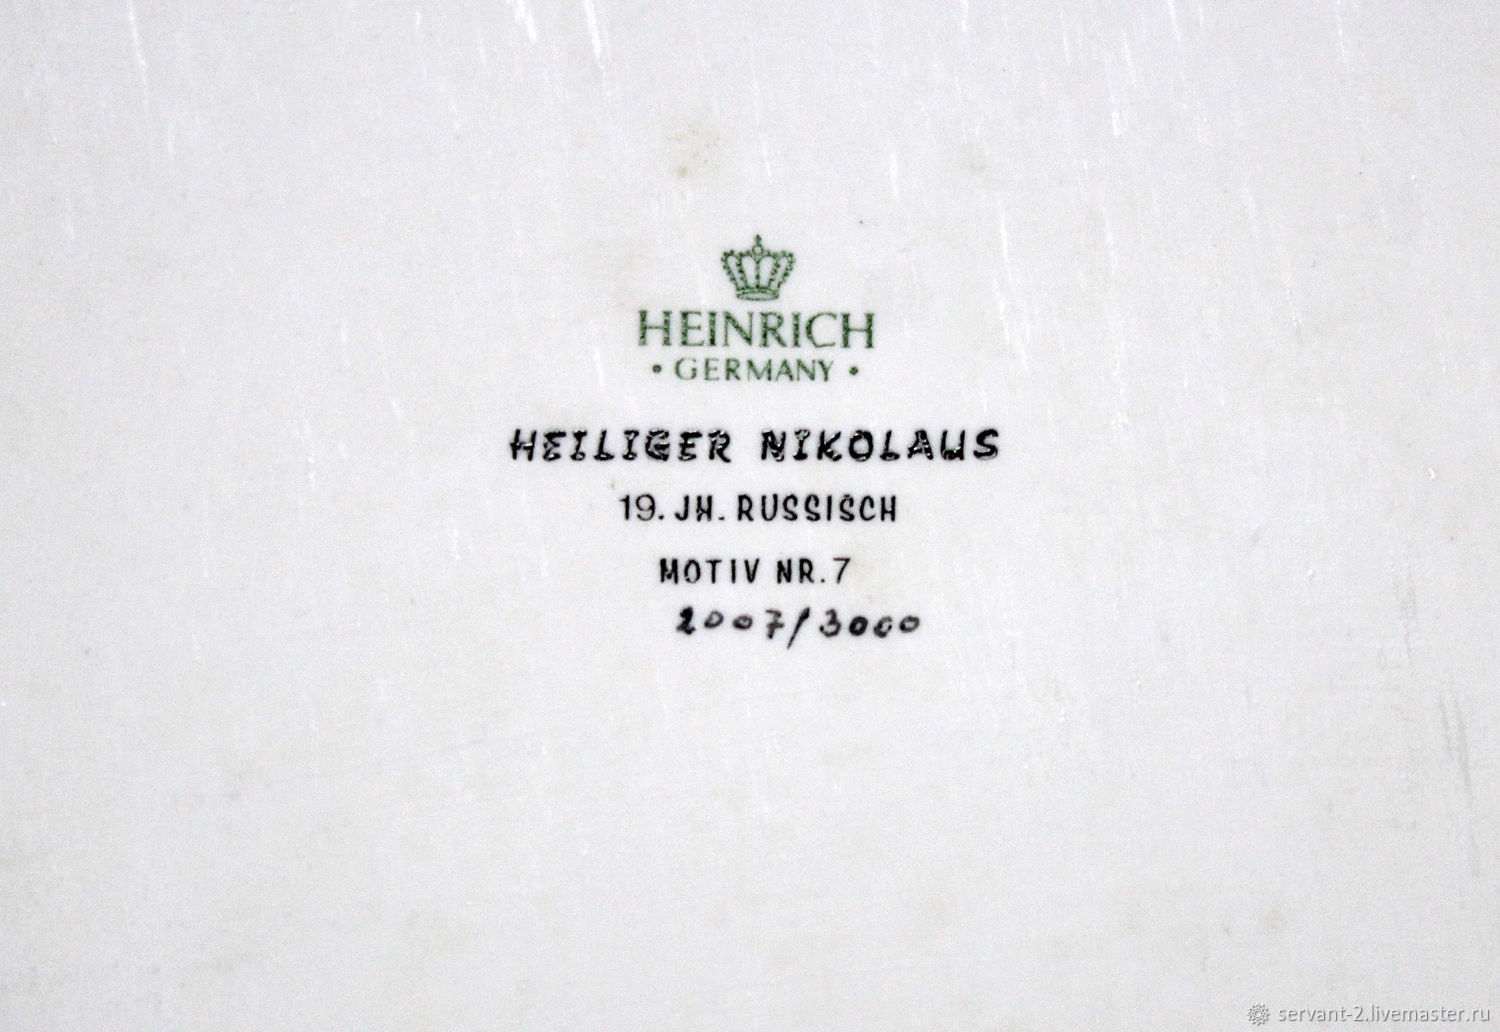 HEINRICH
• GERMANY •
HEILIGER NIKOLAUS
19. JH. RUSSISCH
MOTIV NR. 7
2007/3000
servant-2.livemaster.ru